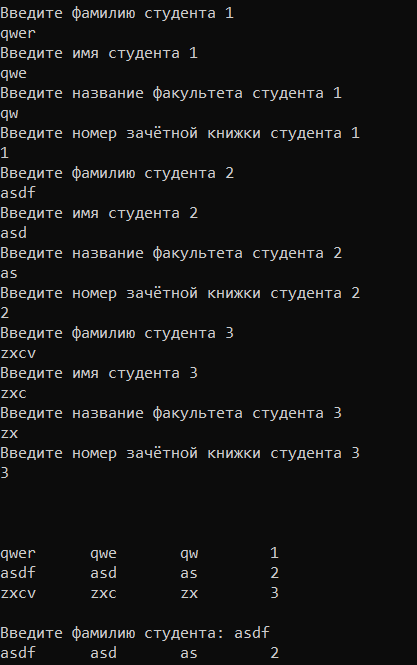 Введите фамилию студента 1
qwer
Введите имя студента 1
qwe
Введите название факультета студента 1
qw
Введите номер зачётной книжки студента 1
1
Введите фамилию студента 2
asdf
Введите имя студента 2
asd
Введите название факультета студента 2
as
Введите номер зачётной книжки студента 2
2
Введите фамилию студента 3
zxcv
Введите имя студента 3
zxc
Введите название факультета студента 3
zx
Введите номер зачётной книжки студента 3
3
qwer qwe qw 1
asdf asd as 2
zxcv zxc zx 3
Введите фамилию студента: asdf
asdf asd as 2